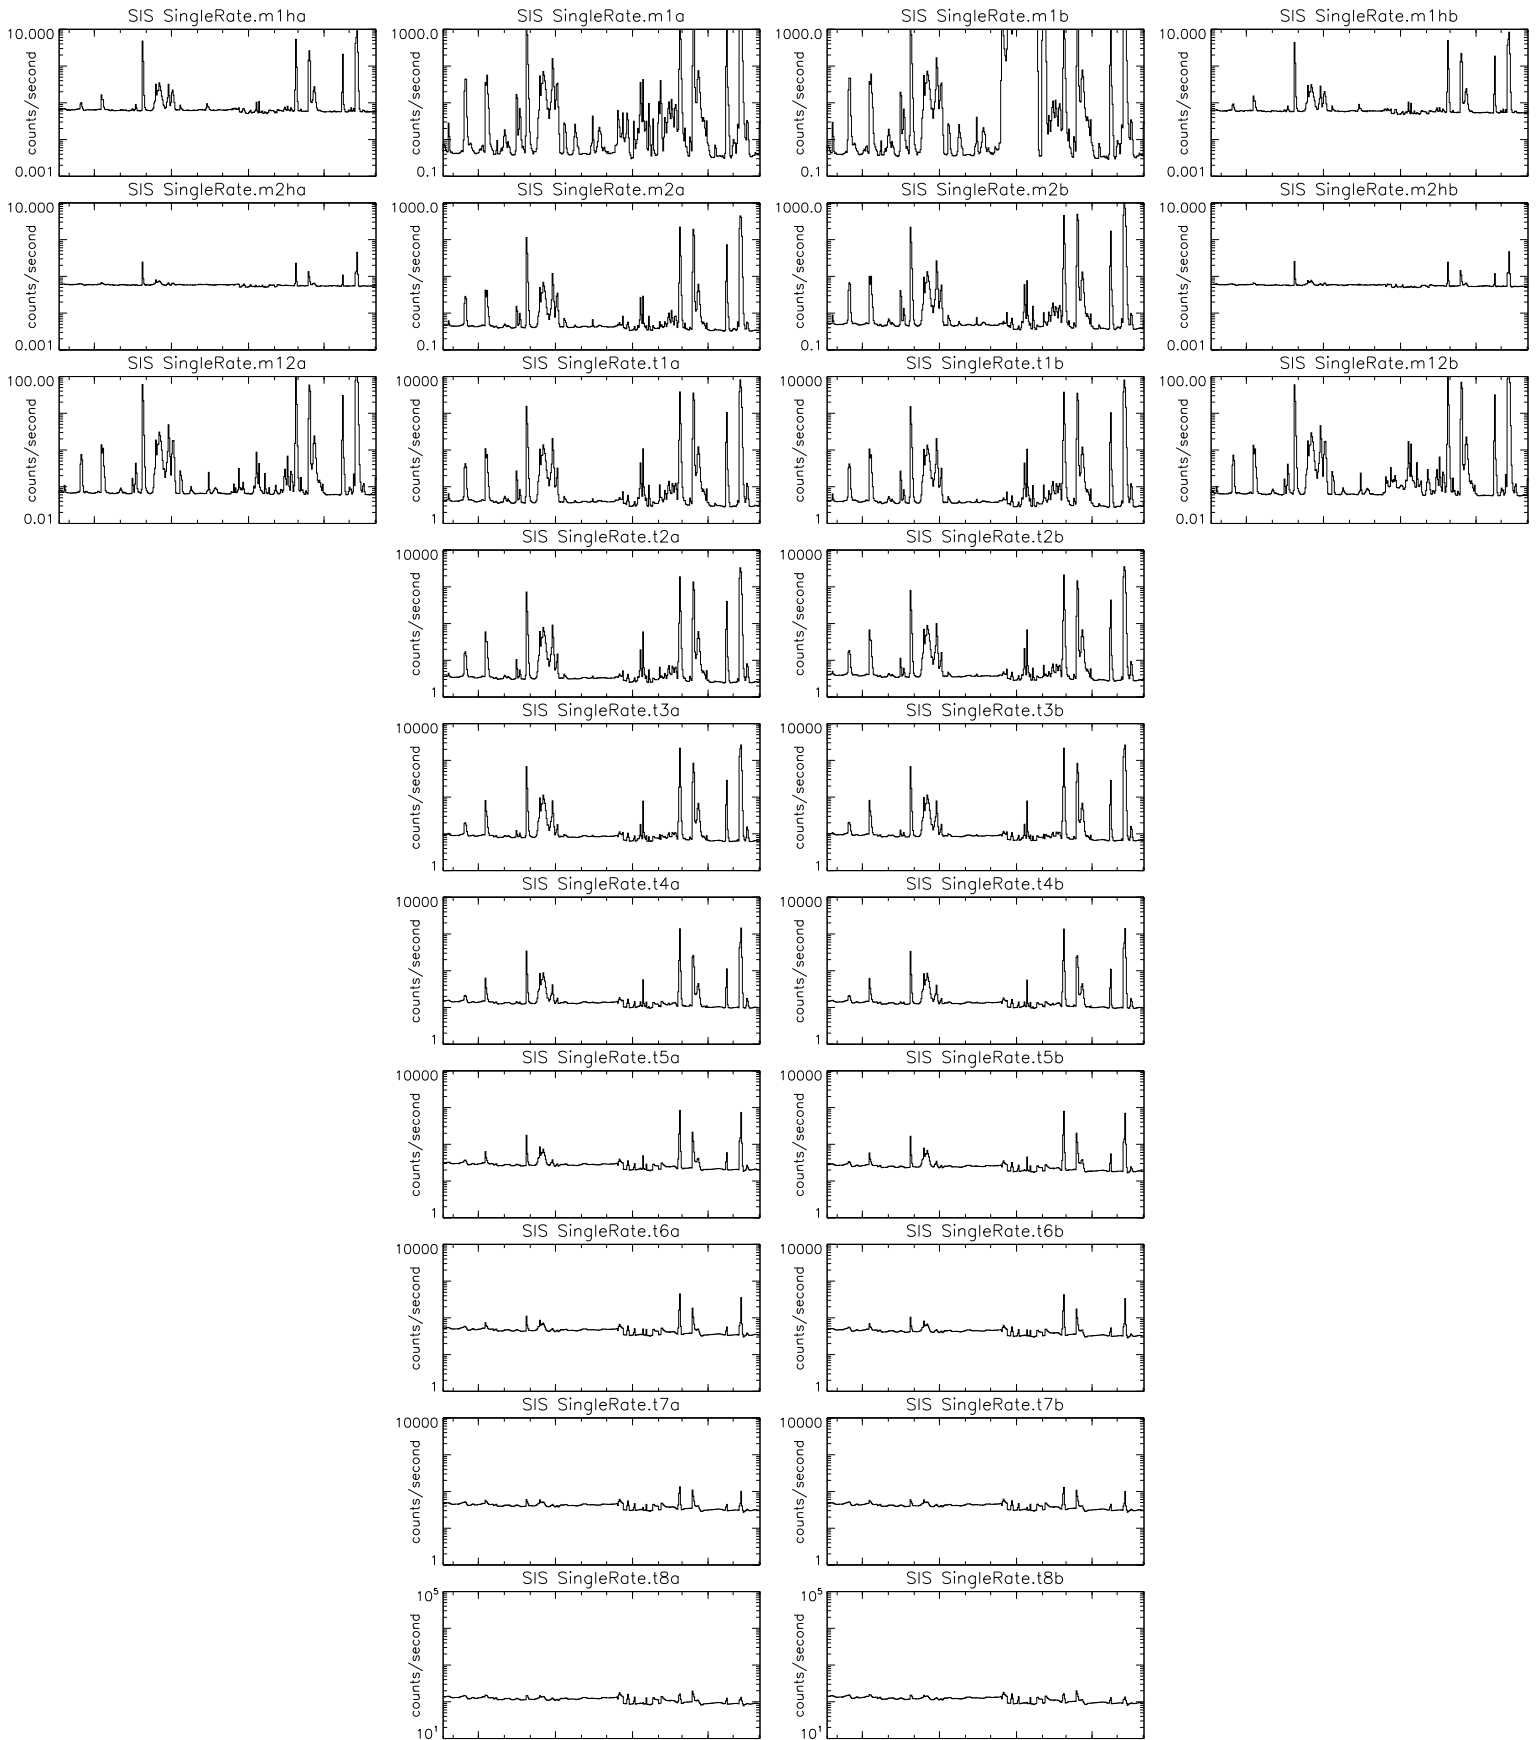 SIS SingleRate.m1ha
10.000
counts/second
0.001
SIS SingleRate.m1a
1000.0
counts/second
0.1
SIS SingleRate.m1b
1000.0
counts/second
0.1
SIS SingleRate.m1hb
10.000
counts/second
0.001
SIS SingleRate.m2ha
10.000
counts/second
0.001
SIS SingleRate.m2a
1000.0
counts/second
0.1
SIS SingleRate.m2b
1000.0
counts/second
0.1
SIS SingleRate.m2hb
10.000
counts/second
0.001
SIS SingleRate.m12a
100.00
counts/second
0.01
SIS SingleRate.t1a
10000
counts/second
1
SIS SingleRate.t1b
10000
counts/second
1
SIS SingleRate.m12b
100.00
counts/second
0.01
SIS SingleRate.t2a
10000
counts/second
1
SIS SingleRate.t2b
10000
counts/second
1
SIS SingleRate.t3a
10000
counts/second
1
SIS SingleRate.t3b
10000
counts/second
1
SIS SingleRate.t4a
10000
counts/second
1
SIS SingleRate.t4b
10000
counts/second
1
SIS SingleRate.t5a
10000
counts/second
1
SIS SingleRate.t5b
10000
counts/second
1
SIS SingleRate.t6a
10000
counts/second
1
SIS SingleRate.t6b
10000
counts/second
1
SIS SingleRate.t7a
10000
counts/second
1
SIS SingleRate.t7b
10000
counts/second
1
SIS SingleRate.t8a
10⁵
counts/second
10¹
SIS SingleRate.t8b
10⁵
counts/second
10¹